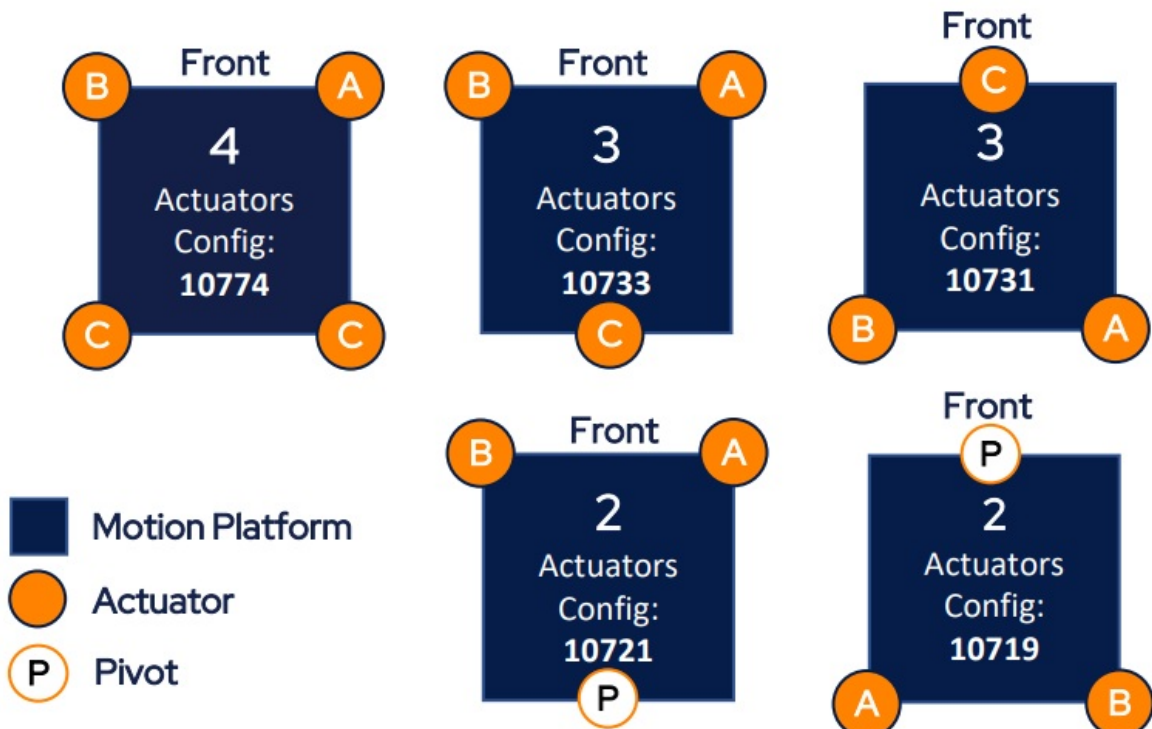 Front
B
A
4
Actuators
Config:
10774
C
C
Front
B
A
3
Actuators
Config:
10733
C
Front
C
3
Actuators
Config:
10731
B
A
Front
B
A
2
Actuators
Config:
10721
P
Front
P
2
Actuators
Config:
10719
A
B
Motion Platform
Actuator
P Pivot